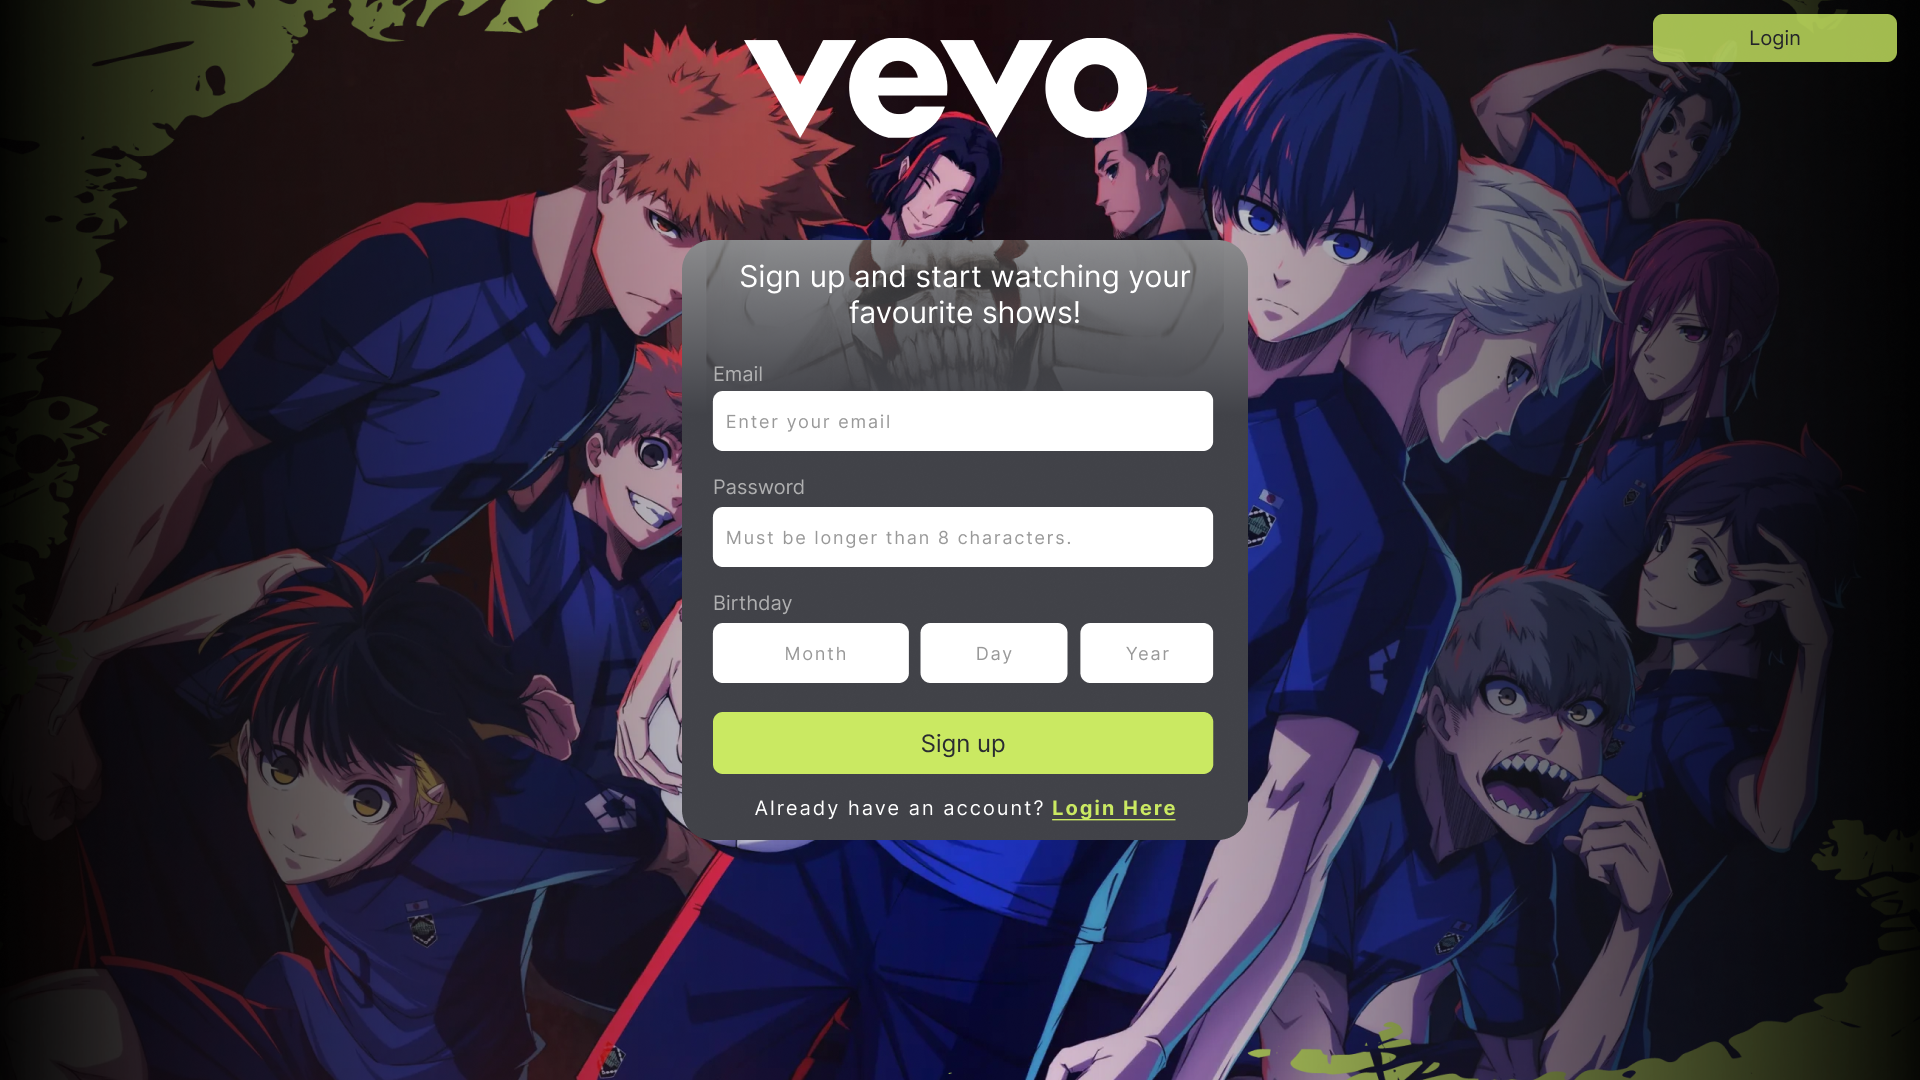 vevo
Login
Sign up and start watching your
favourite shows!
Email
Enter your email
Password
Must be longer than 8 characters.
Birthday
Month Day Year
Sign up
Already have an account? Login Here